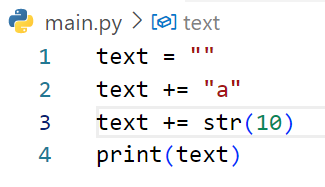 main.py > text
1 text = ""
2 text += "a"
3 text += str(10)
4 print(text)